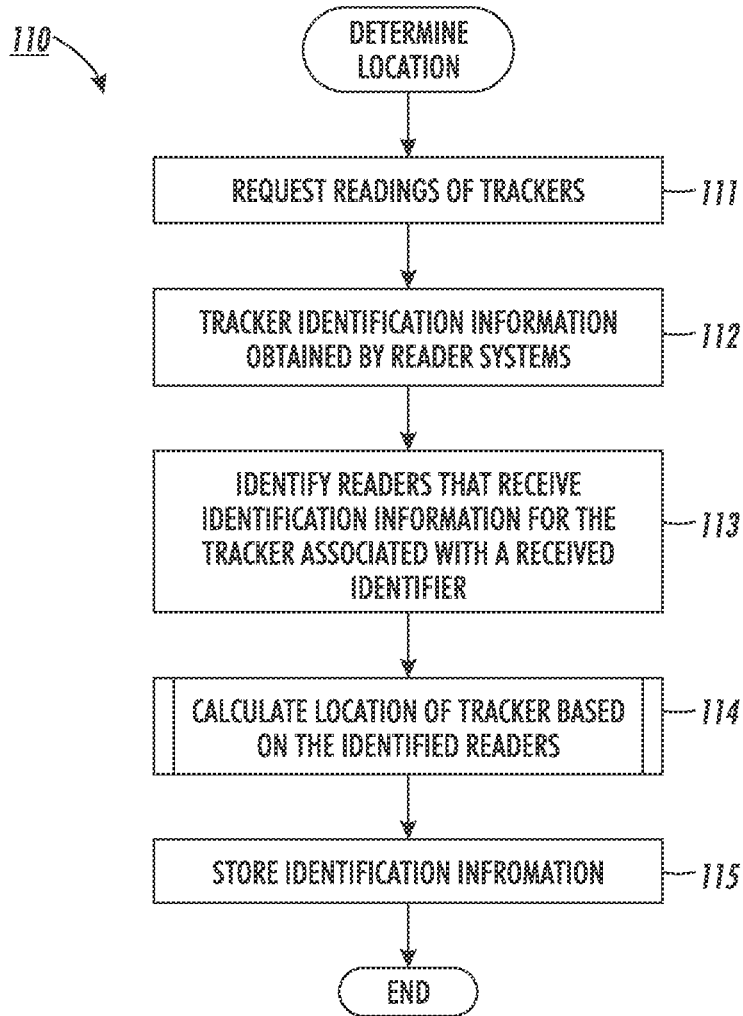 110
DETERMINE
LOCATION
REQUEST READINGS OF TRACKERS
111
TRACKER IDENTIFICATION INFORMATION
OBTAINED BY READER SYSTEMS
112
IDENTIFY READERS THAT RECEIVE
IDENTIFICATION INFORMATION FOR THE
TRACKER ASSOCIATED WITH A RECEIVED
IDENTIFIER
113
CALCULATE LOCATION OF TRACKER BASED
ON THE IDENTIFIED READERS
114
STORE IDENTIFICATION INFROMATION
115
END